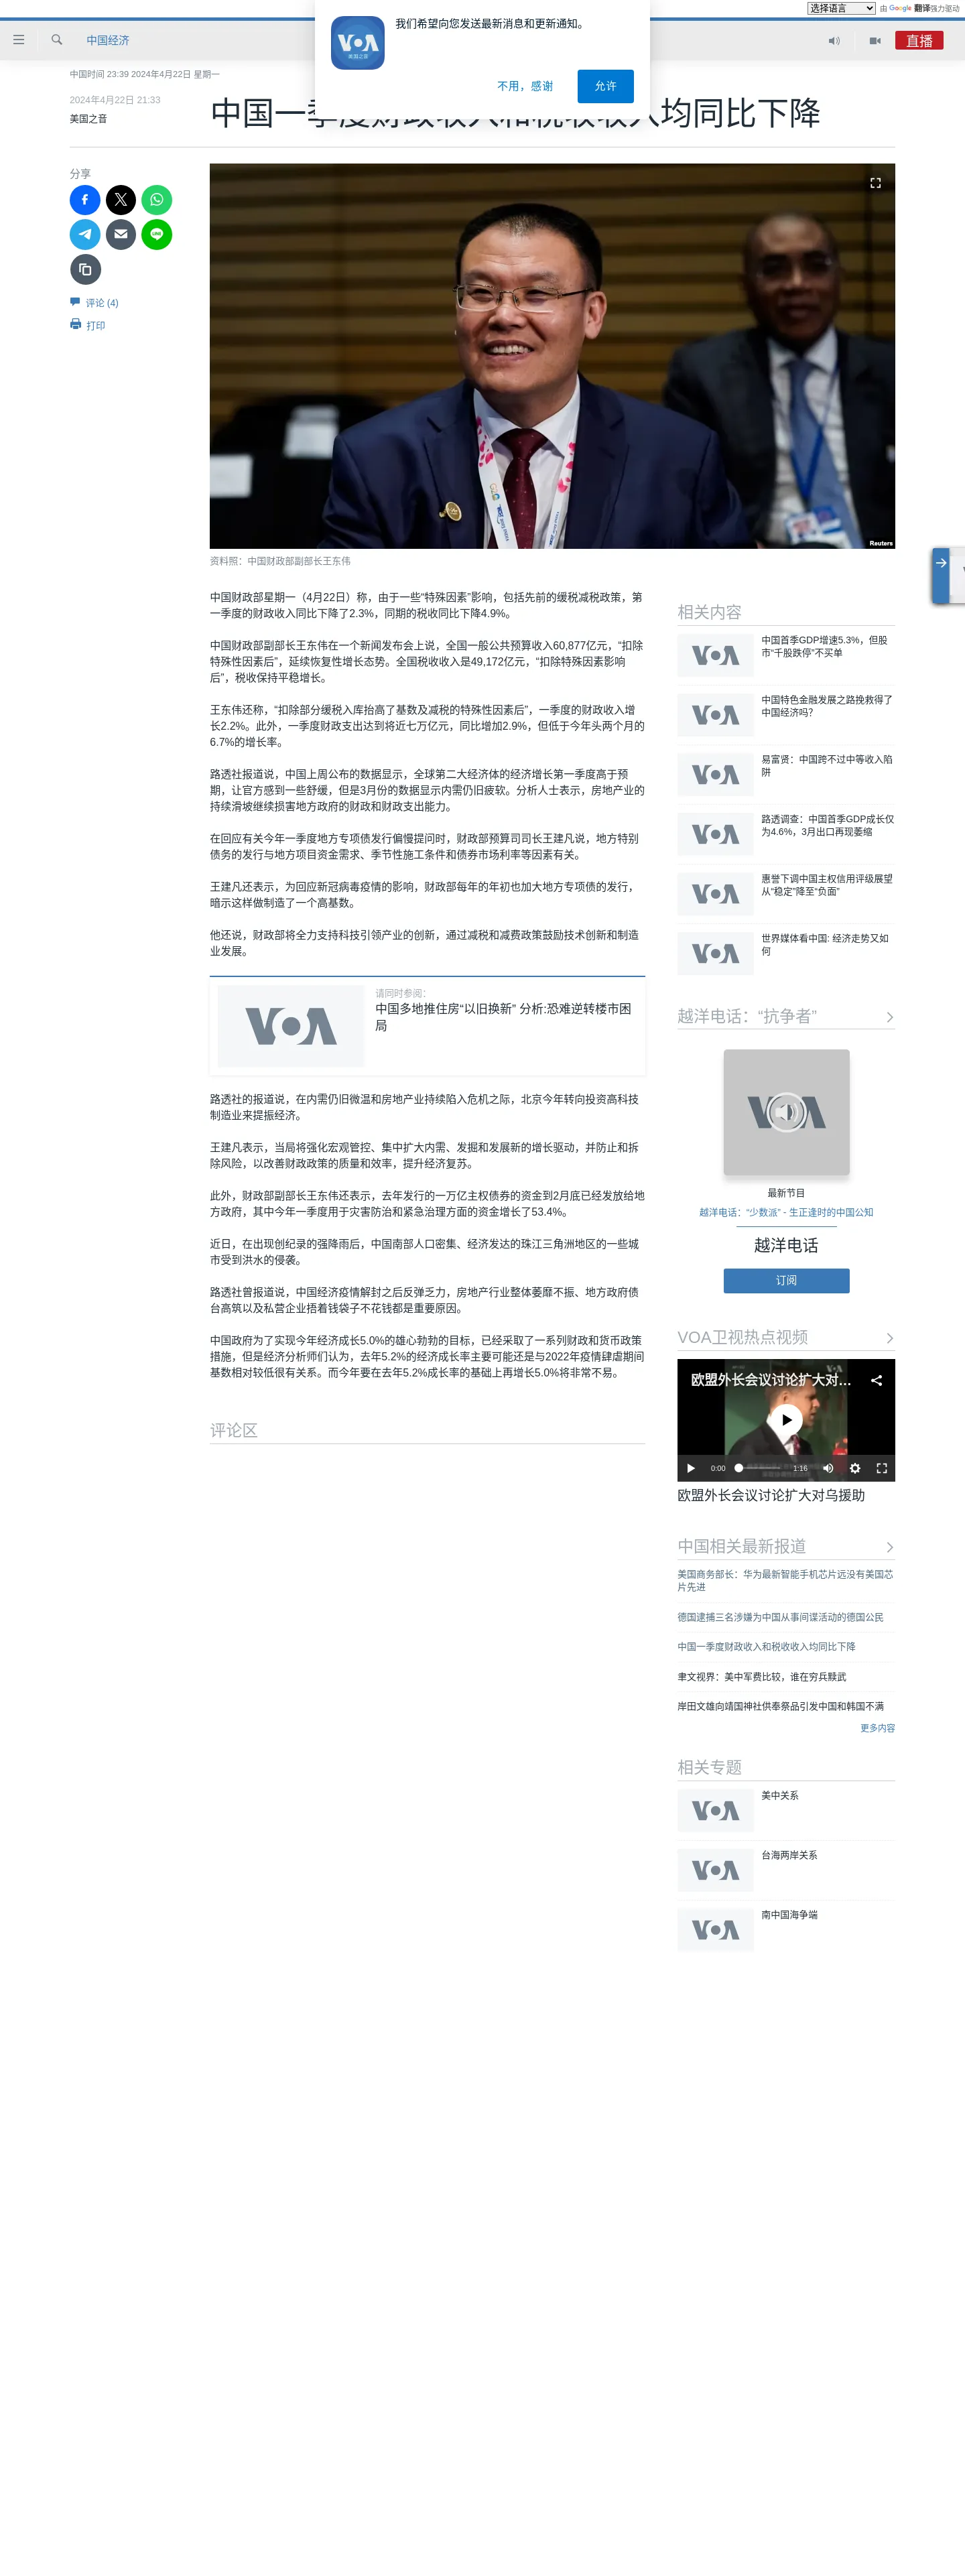 选择语言 由 Google 翻译强力驱动
我们希望向您发送最新消息和更新通知。
VOA
美国之音
不用，感谢
允许
中国经济
直播
中国时间 23:39 2024年4月22日 星期一
2024年4月22日 21:33
美国之音
均同比下降
分享
评论 (4)
打印
Reuters
资料照：中国财政部副部长王东伟
中国财政部星期一（4月22日）称，由于一些“特殊因素”影响，包括先前的缓税减税政策，第
一季度的财政收入同比下降了2.3%，同期的税收同比下降4.9%。
中国财政部副部长王东伟在一个新闻发布会上说，全国一般公共预算收入60,877亿元，“扣除
特殊性因素后”，延续恢复性增长态势。全国税收收入是49,172亿元，“扣除特殊因素影响
后”，税收保持平稳增长。
王东伟还称，“扣除部分缓税入库抬高了基数及减税的特殊性因素后”，一季度的财政收入增
长2.2%。此外，一季度财政支出达到将近七万亿元，同比增加2.9%，但低于今年头两个月的
6.7%的增长率。
路透社报道说，中国上周公布的数据显示，全球第二大经济体的经济增长第一季度高于预
期，让官方感到一些舒缓，但是3月份的数据显示内需仍旧疲软。分析人士表示，房地产业的
持续滑坡继续损害地方政府的财政和财政支出能力。
在回应有关今年一季度地方专项债发行偏慢提问时，财政部预算司司长王建凡说，地方特别
债务的发行与地方项目资金需求、季节性施工条件和债券市场利率等因素有关。
王建凡还表示，为回应新冠病毒疫情的影响，财政部每年的年初也加大地方专项债的发行，
暗示这样做制造了一个高基数。
他还说，财政部将全力支持科技引领产业的创新，通过减税和减费政策鼓励技术创新和制造
业发展。
VOA
请同时参阅：
中国多地推住房“以旧换新” 分析:恐难逆转楼市困
局
路透社的报道说，在内需仍旧微温和房地产业持续陷入危机之际，北京今年转向投资高科技
制造业来提振经济。
王建凡表示，当局将强化宏观管控、集中扩大内需、发掘和发展新的增长驱动，并防止和拆
除风险，以改善财政政策的质量和效率，提升经济复苏。
此外，财政部副部长王东伟还表示，去年发行的一万亿主权债券的资金到2月底已经发放给地
方政府，其中今年一季度用于灾害防治和紧急治理方面的资金增长了53.4%。
近日，在出现创纪录的强降雨后，中国南部人口密集、经济发达的珠江三角洲地区的一些城
市受到洪水的侵袭。
路透社曾报道说，中国经济疫情解封之后反弹乏力，房地产行业整体萎靡不振、地方政府债
台高筑以及私营企业捂着钱袋子不花钱都是重要原因。
中国政府为了实现今年经济成长5.0%的雄心勃勃的目标，已经采取了一系列财政和货币政策
措施，但是经济分析师们认为，去年5.2%的经济成长率主要可能还是与2022年疫情肆虐期间
基数相对较低很有关系。而今年要在去年5.2%成长率的基础上再增长5.0%将非常不易。
评论区
相关内容
VOA
中国首季GDP增速5.3%，但股
市“千股跌停”不买单
VOA
中国特色金融发展之路挽救得了
中国经济吗？
VOA
易富贤：中国跨不过中等收入陷
阱
VOA
路透调查：中国首季GDP成长仅
为4.6%，3月出口再现萎缩
VOA
惠誉下调中国主权信用评级展望
从“稳定”降至“负面”
VOA
世界媒体看中国: 经济走势又如
何
越洋电话：“抗争者”
VOA
最新节目
越洋电话：“少数派” - 生正逢时的中国公知
越洋电话
订阅
VOA卫视热点视频
欧盟外长会议讨论扩大对…
VOA
0:00
1:16
欧盟外长会议讨论扩大对乌援助
中国相关最新报道
美国商务部长：华为最新智能手机芯片远没有美国芯
片先进
德国逮捕三名涉嫌为中国从事间谍活动的德国公民
中国一季度财政收入和税收收入均同比下降
聿文视界：美中军费比较，谁在穷兵黩武
岸田文雄向靖国神社供奉祭品引发中国和韩国不满
更多内容
相关专题
VOA
美中关系
VOA
台海两岸关系
VOA
南中国海争端